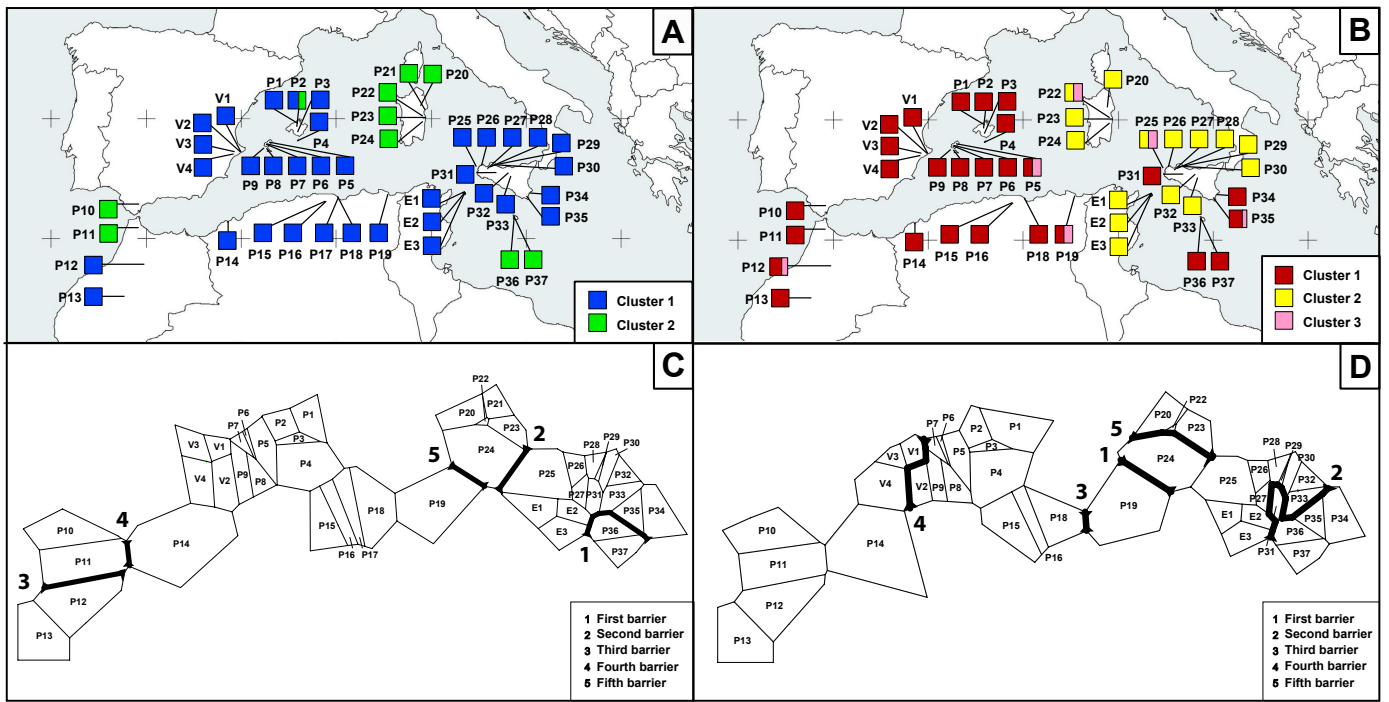 A
P21 P20
P1 P2 P3
P22
V1
V2 P23 P25 P26 P27 P28
V3 P4 P24 P29
V4 P30
P9 P8 P7 P6 P5 P31
P10 E1 P34
P11 E2 P32 P33 P35
P12 P14 P15 P16 P17 P18 P19 E3
P13 P36 P37
Cluster 1
Cluster 2
B
P20
P1 P2 P3
P22
V1
V2 P23 P25 P26 P27 P28
V3 P4 P24 P29
V4 P30
P9 P8 P7 P6 P5 P31
P10 E1 P34
P11 E2 P32 P33 P35
P12 P14 P15 P16 P18 P19 E3
P13 P36 P37
Cluster 1
Cluster 2
Cluster 3
C
P22
P6 P1 P20 P21
P7 P2 P23 2 P29
V3 V1 P5 P3 P24 P28 P30
V4 P4 5 P26
V2 P9 P8 P25 P32
P27 P31 P33
P19 E1 E2 P35 P34
P10 4 P15 P18 E3 P36
P14 1
P11 P16 P17 P37
3 P12
P13
1 First barrier
2 Second barrier
3 Third barrier
4 Fourth barrier
5 Fifth barrier
D
P22
P6 P20
P7 P2 P1 5 P23
V3 V1 P5 P3 P28 P29
V4 P4 1 P24 P26 P30 2
V2 P9 P8 P25 P32
P27 P33
3 P19 E1 E2 P35 P34
P10 4 P15 P18 E3 P36
P14 P31 P37
P11 P16
P12
P13
1 First barrier
2 Second barrier
3 Third barrier
4 Fourth barrier
5 Fifth barrier